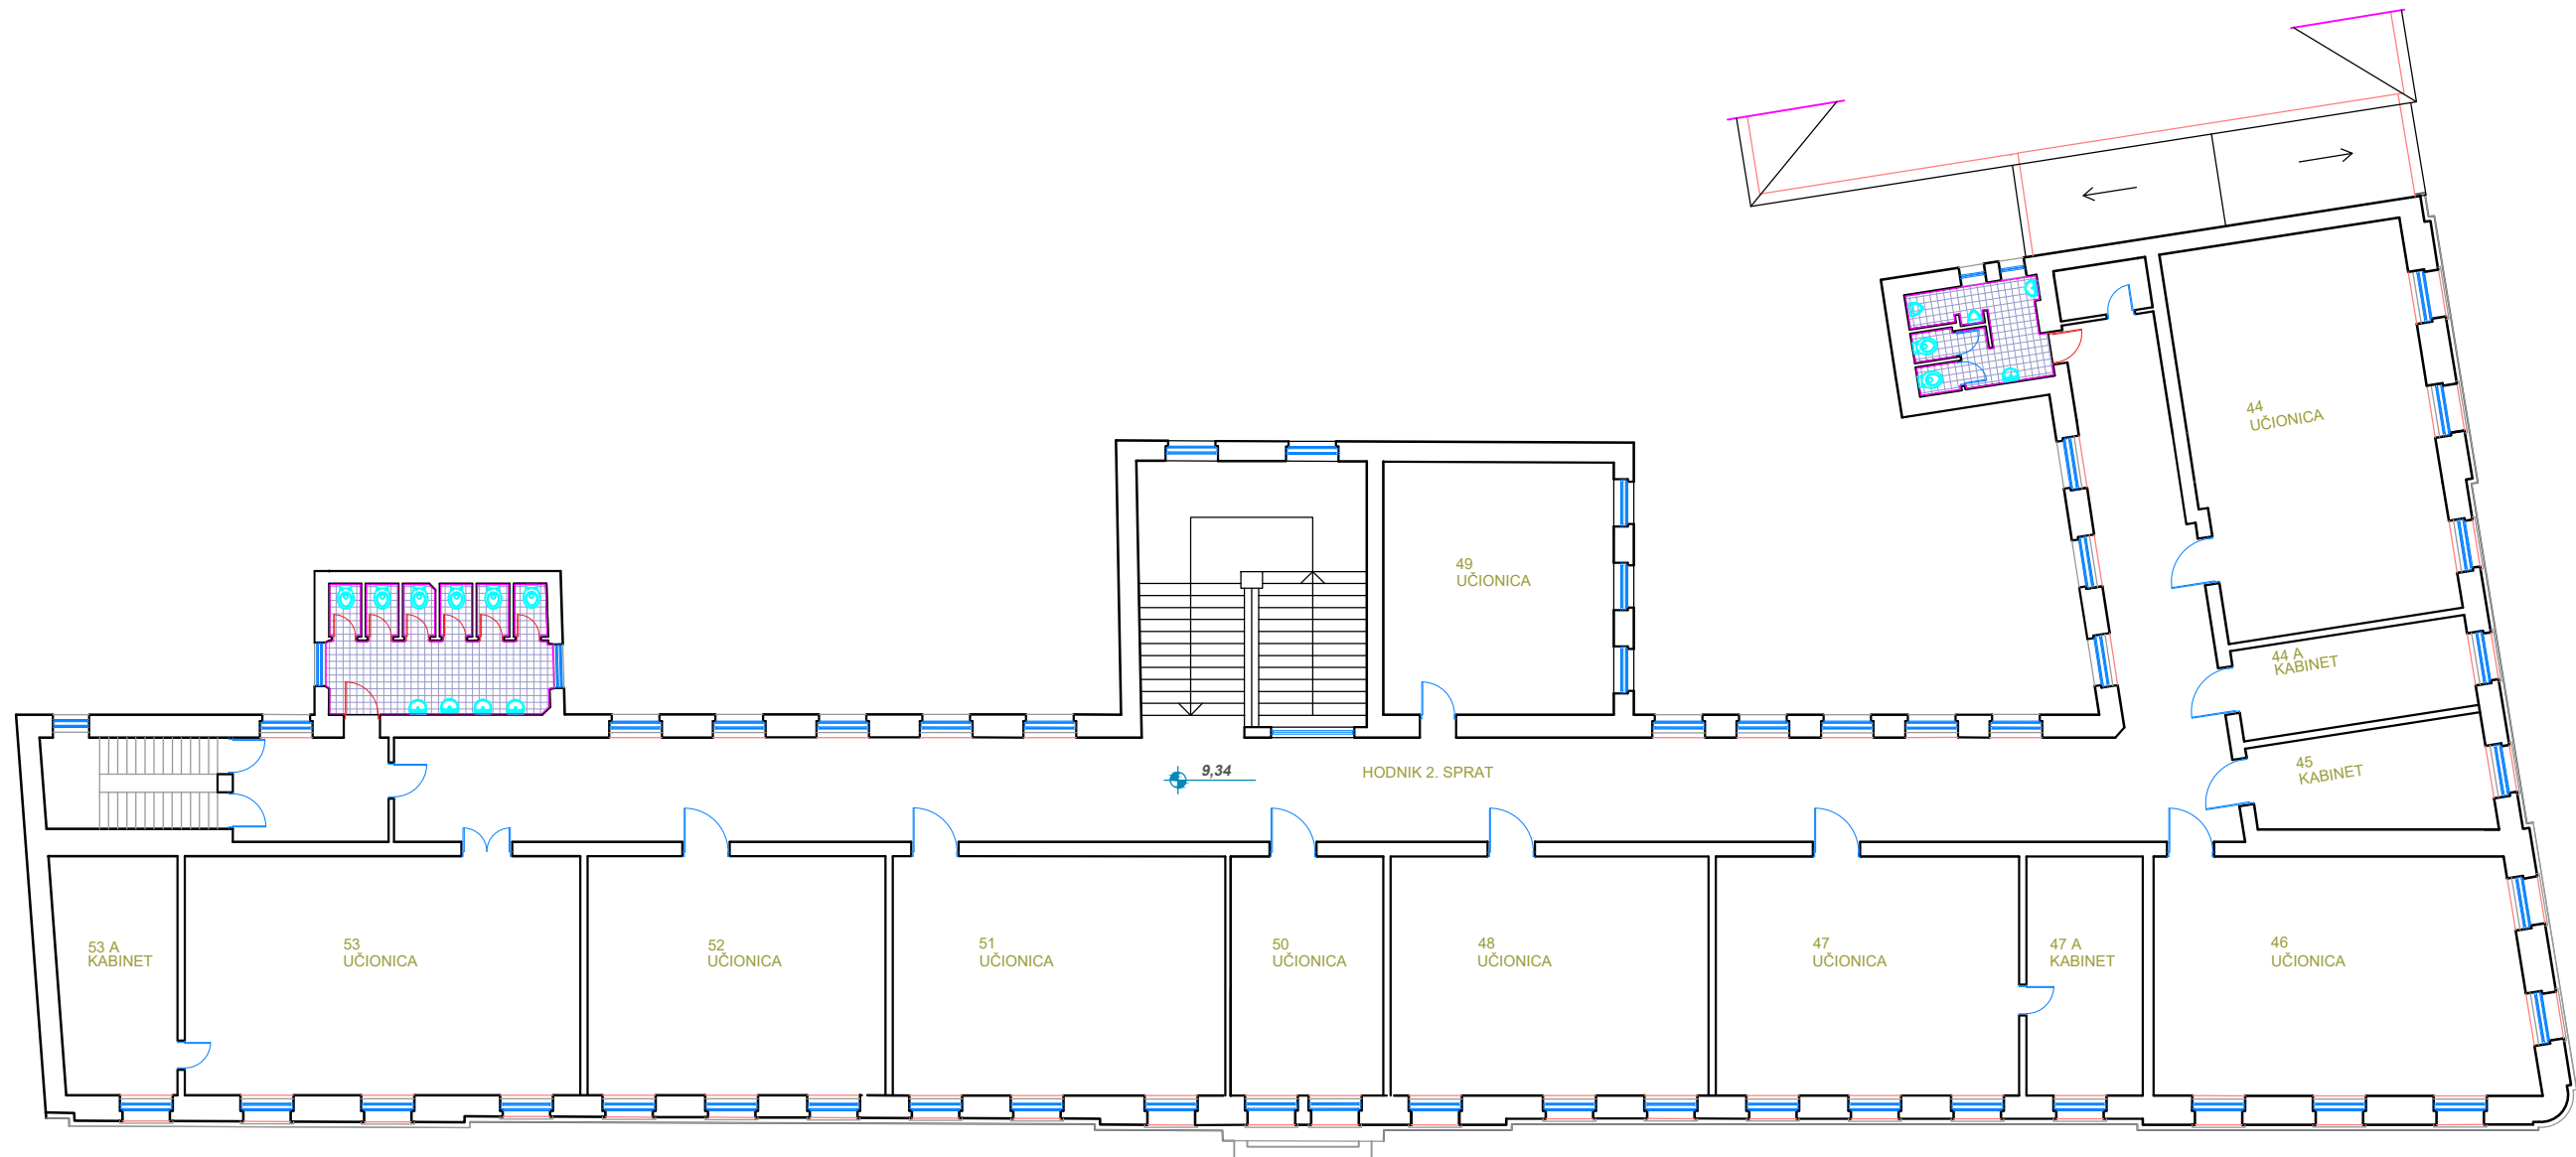 44
UČIONICA
49
UČIONICA
44 A
KABINET
45
KABINET
9,34
HODNIK 2. SPRAT
53 A
KABINET
53
UČIONICA
52
UČIONICA
51
UČIONICA
50
UČIONICA
48
UČIONICA
47
UČIONICA
47 A
KABINET
46
UČIONICA